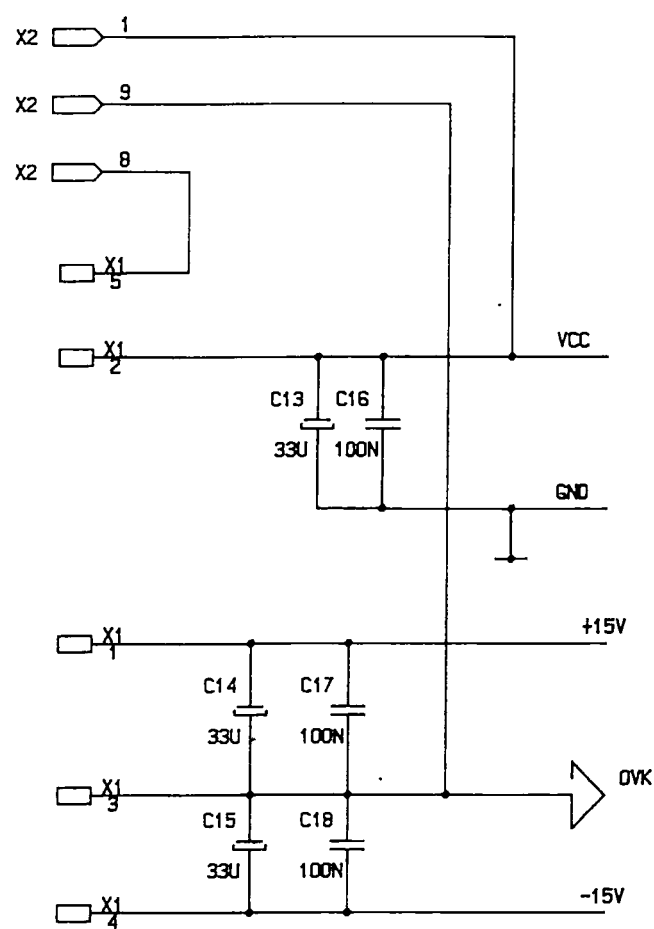 1
X2
9
X2
8
X2
X1
5
X1
2
VCC
C13 C16
33U 100N
GND
X1
1
+15V
C14 C17
33U 100N
X1
3
0VK
C15 C18
33U 100N
X1
4
-15V